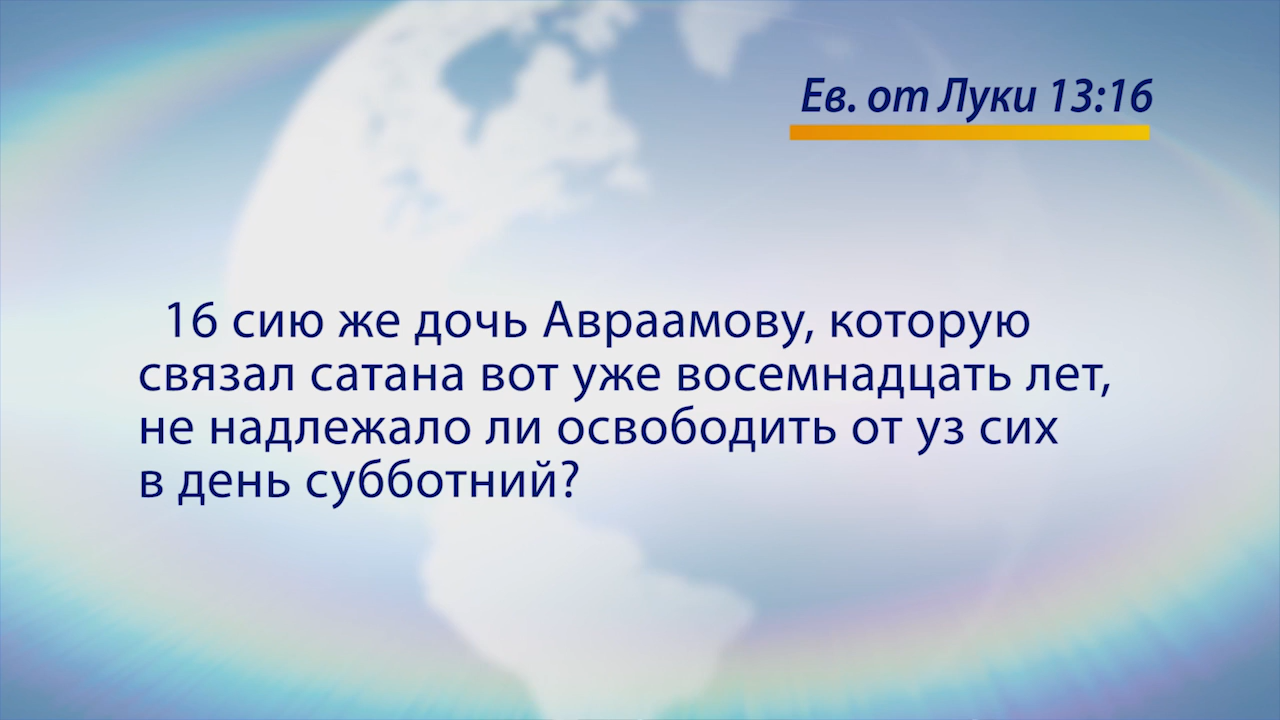 Ев. от Луки 13:16
16 сию же дочь Авраамову, которую
связал сатана вот уже восемнадцать лет,
не надлежало ли освободить от уз сих
в день субботний?